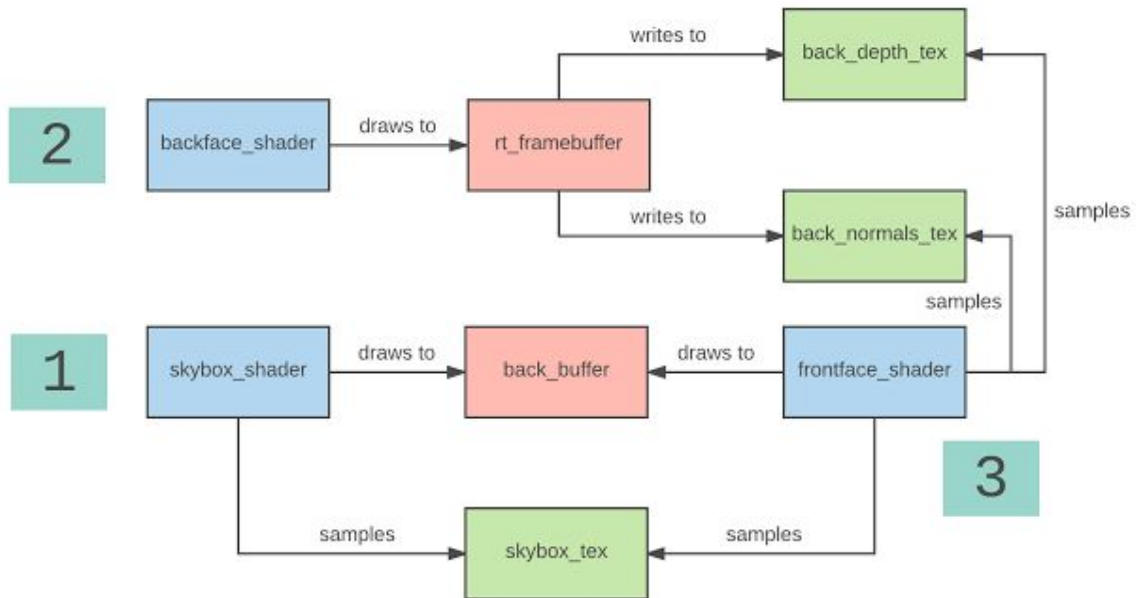 writes to
back_depth_tex
2
backface_shader
draws to
rt_framebuffer
samples
writes to
back_normals_tex
samples
1
skybox_shader
draws to
back_buffer
draws to
frontface_shader
3
samples
skybox_tex
samples